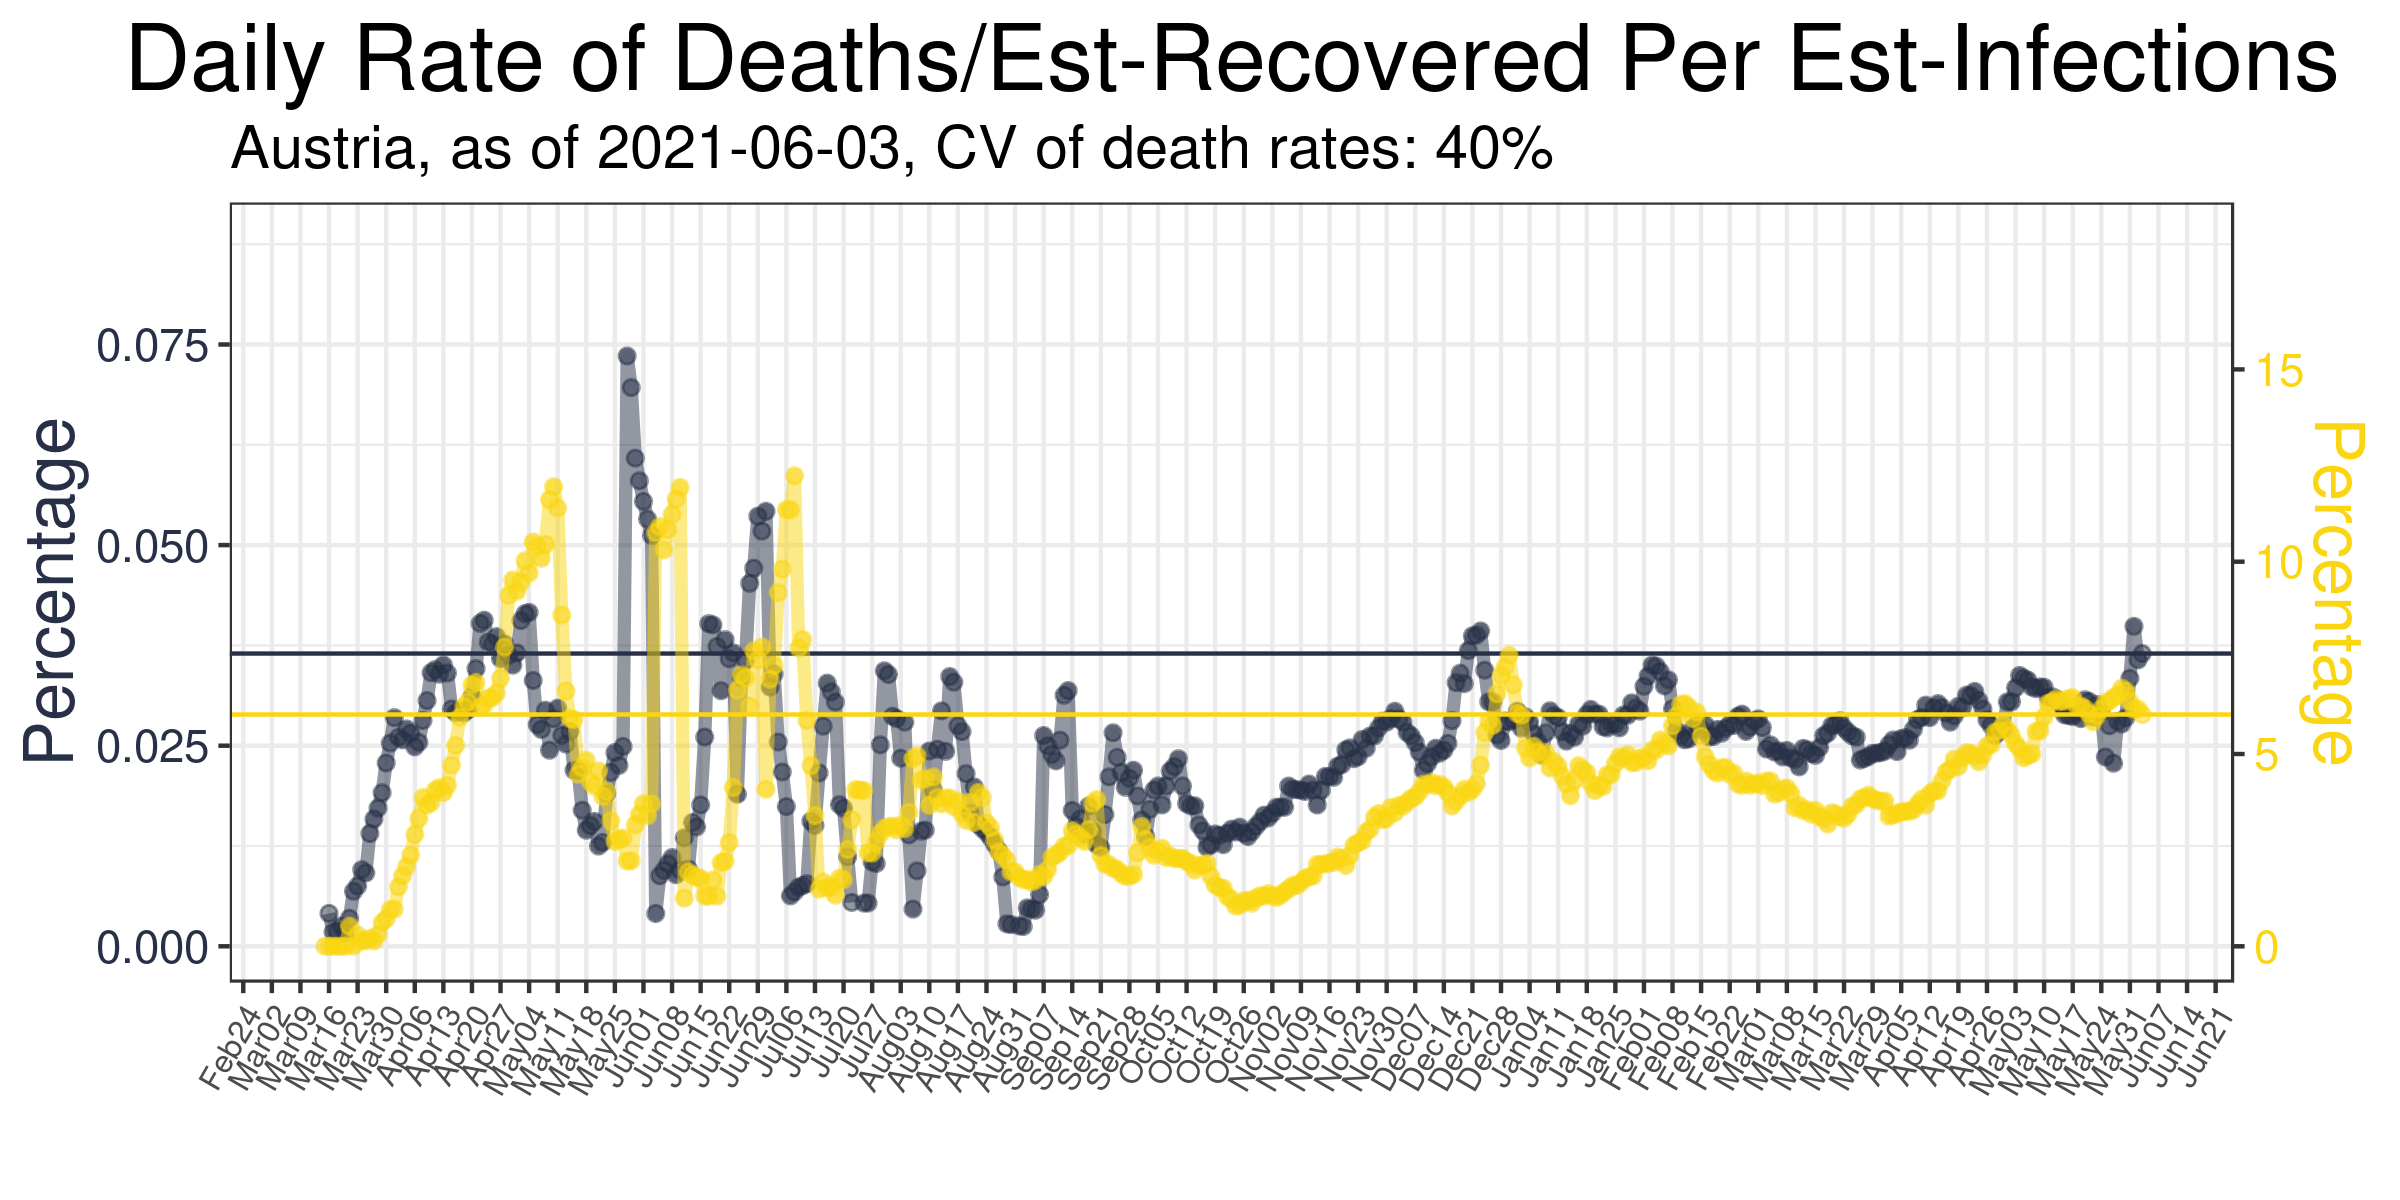 Daily Rate of Deaths/Est-Recovered Per Est-Infections
Austria, as of 2021-06-03, CV of death rates: 40%
Percentage
0.075
0.050
0.025
0.000
15
10
5
0
Percentage
Feb24
Mar02
Mar09
Mar16
Mar23
Mar30
Apr06
Apr13
Apr20
Apr27
May04
May11
May18
May25
Jun01
Jun08
Jun15
Jun22
Jun29
Jul06
Jul13
Jul20
Jul27
Aug03
Aug10
Aug17
Aug24
Aug31
Sep07
Sep14
Sep21
Sep28
Oct05
Oct12
Oct19
Oct26
Nov02
Nov09
Nov16
Nov23
Nov30
Dec07
Dec14
Dec21
Dec28
Jan04
Jan11
Jan18
Jan25
Feb01
Feb08
Feb15
Feb22
Mar01
Mar08
Mar15
Mar22
Mar29
Apr05
Apr12
Apr19
Apr26
May03
May10
May17
May24
May31
Jun07
Jun14
Jun21